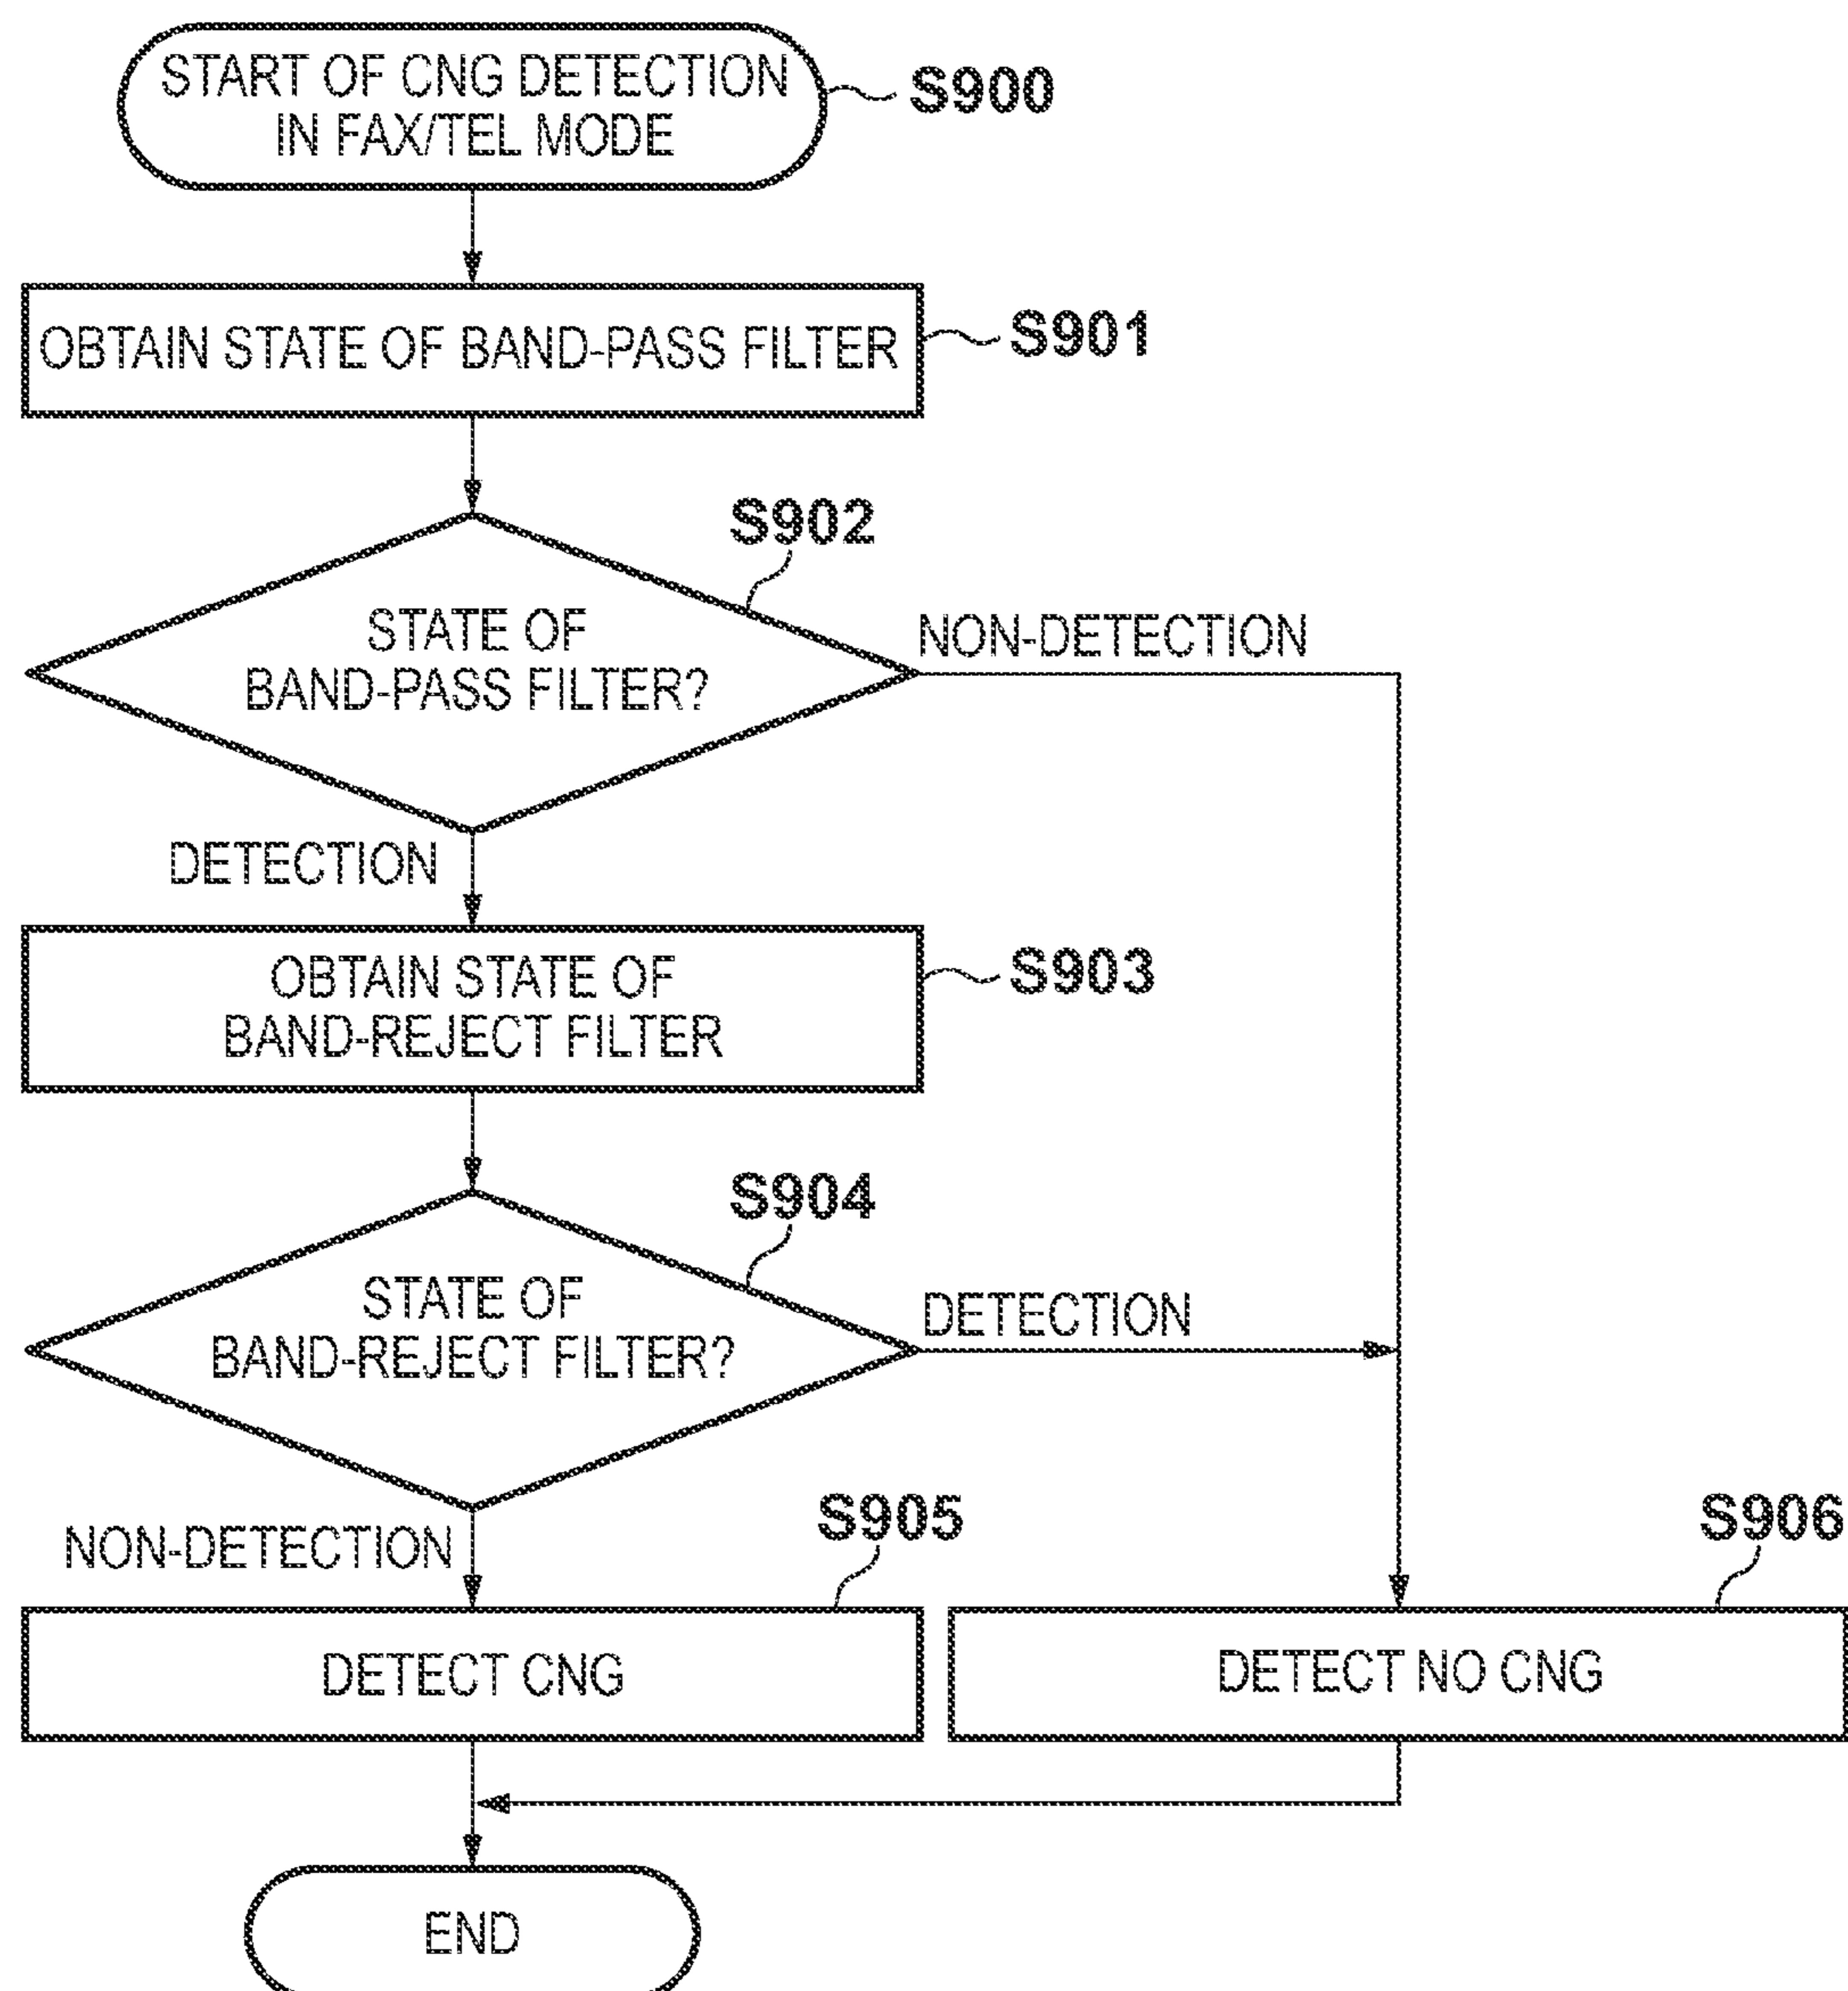 START OF CNG DETECTION
IN FAX/TEL MODE
S900
OBTAIN STATE OF BAND-PASS FILTER
S901
S902
STATE OF
BAND-PASS FILTER?
NON-DETECTION
DETECTION
OBTAIN STATE OF
BAND-REJECT FILTER
S903
S904
STATE OF
BAND-REJECT FILTER?
DETECTION
NON-DETECTION
S905
S906
DETECT CNG
DETECT NO CNG
END